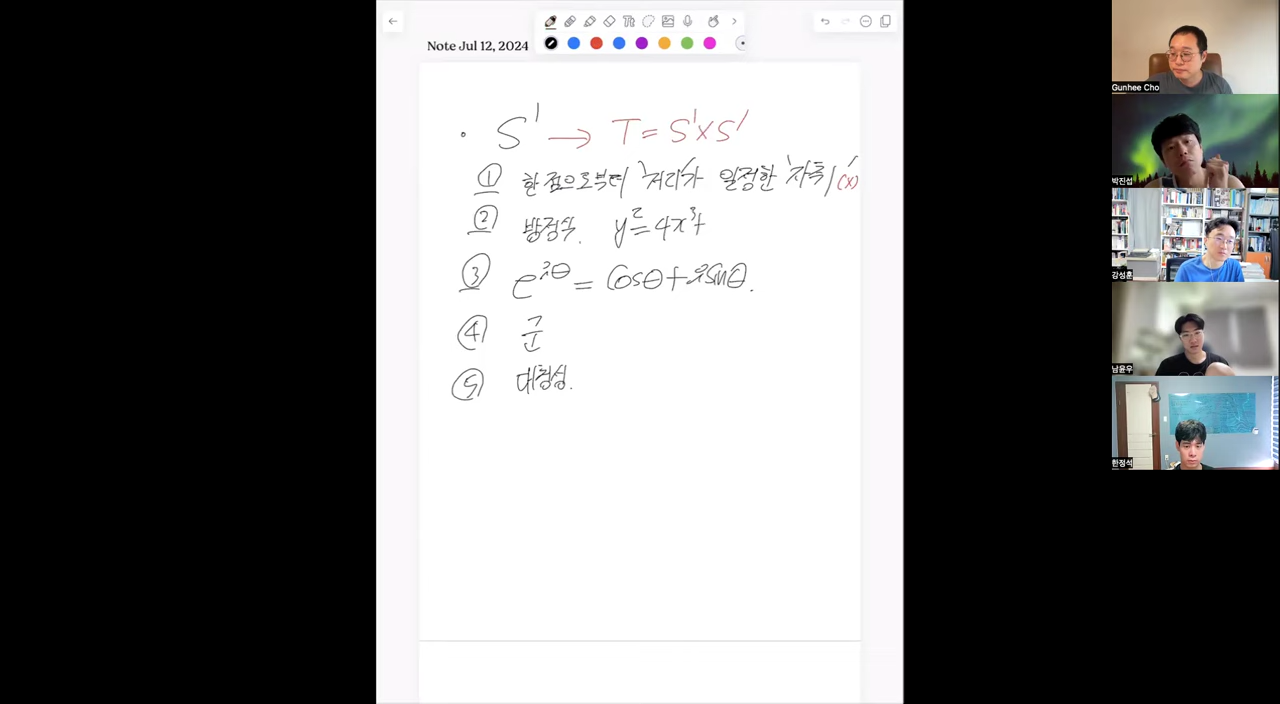 Note Jul 12, 2024
· S¹ → T = S¹×S¹
① 한 점으로부터 '거리'가 일정한 '자취' (x)
② 방정식. y² = 4x³+
③ e^{iθ} = cosθ + i sinθ.
④ 군
⑤ 대칭성.
Gunhee Cho
박진섭
강성훈
남윤우
한정석